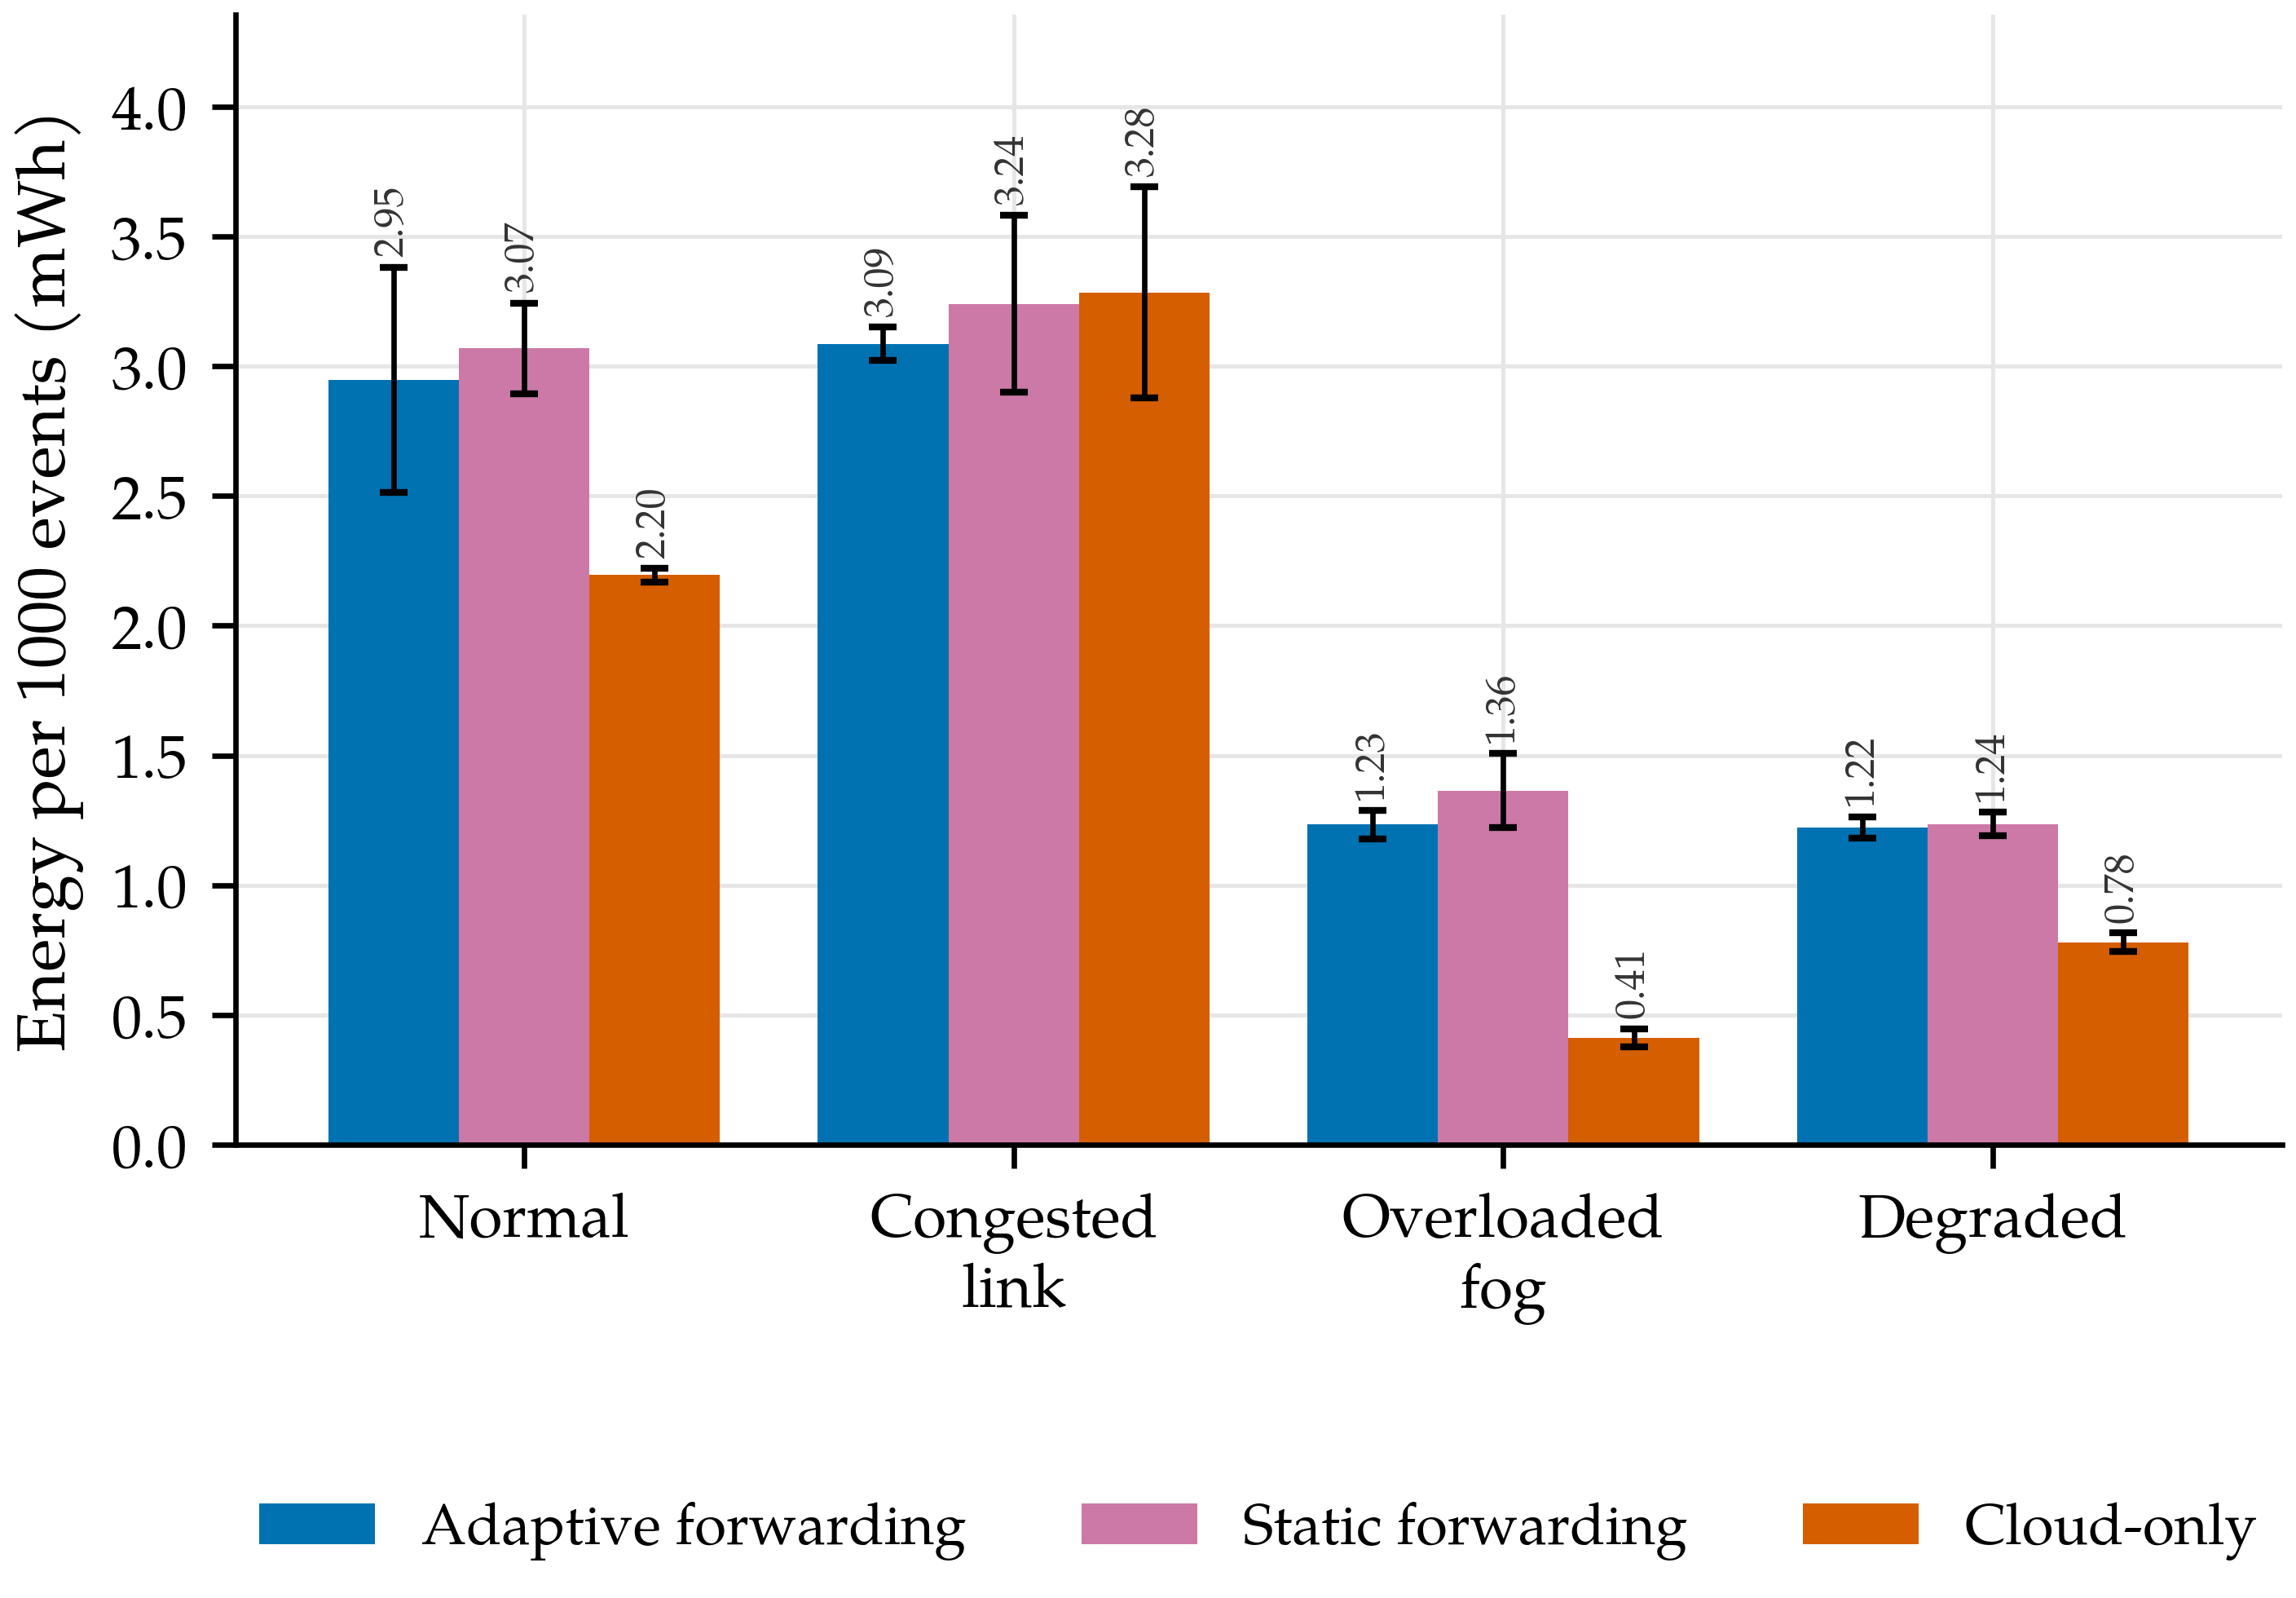 Energy per 1000 events (mWh)
4.0
3.5
3.0
2.5
2.0
1.5
1.0
0.5
0.0
2.95
3.07
2.20
3.09
3.24
3.28
1.23
1.36
0.41
1.22
1.24
0.78
Normal
Congested
link
Overloaded
fog
Degraded
Adaptive forwarding
Static forwarding
Cloud-only